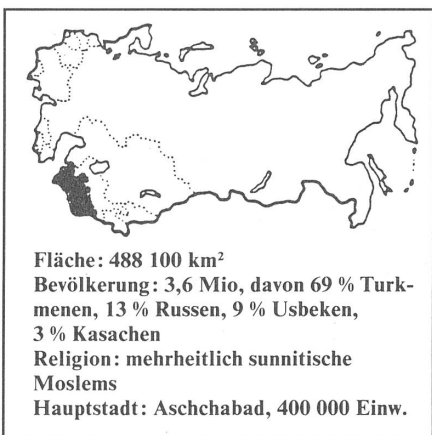 Fläche: 488 100 km²
Bevölkerung: 3,6 Mio, davon 69 % Turk-
menen, 13 % Russen, 9 % Usbeken,
3 % Kasachen
Religion: mehrheitlich sunnitische
Moslems
Hauptstadt: Aschchabad, 400 000 Einw.